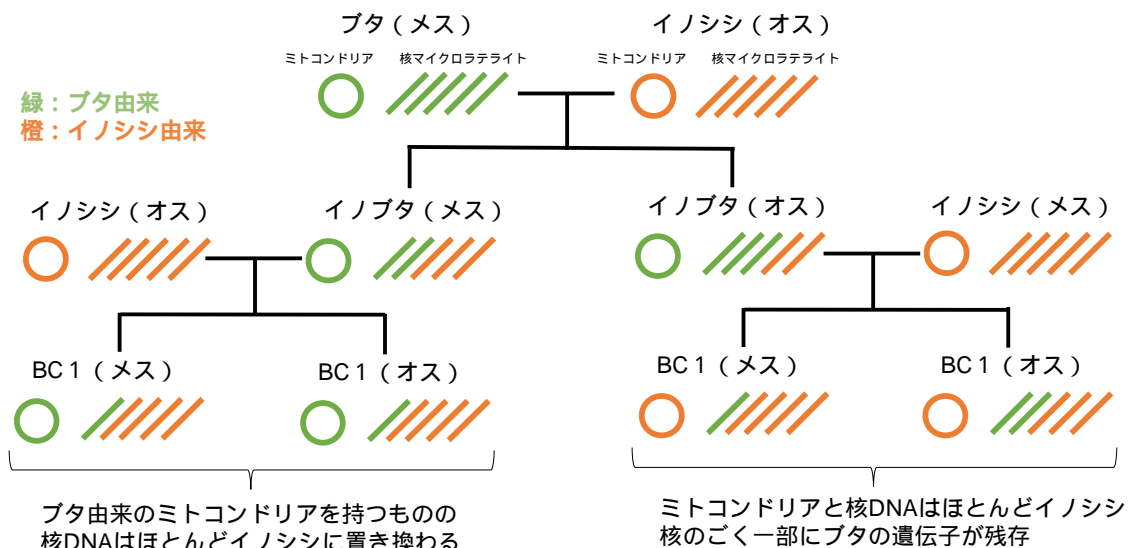 ブタ（メス）
イノシシ（オス）
ミトコンドリア
核マイクロラテライト
ミトコンドリア
核マイクロラテライト
緑：ブタ由来
橙：イノシシ由来
イノシシ（オス）
イノブタ（メス）
イノブタ（オス）
イノシシ（メス）
BC１（メス）
BC１（オス）
BC１（メス）
BC１（オス）
ブタ由来のミトコンドリアを持つものの
核DNAはほとんどイノシシに置き換わる
ミトコンドリアと核DNAはほとんどイノシシ
核のごく一部にブタの遺伝子が残存